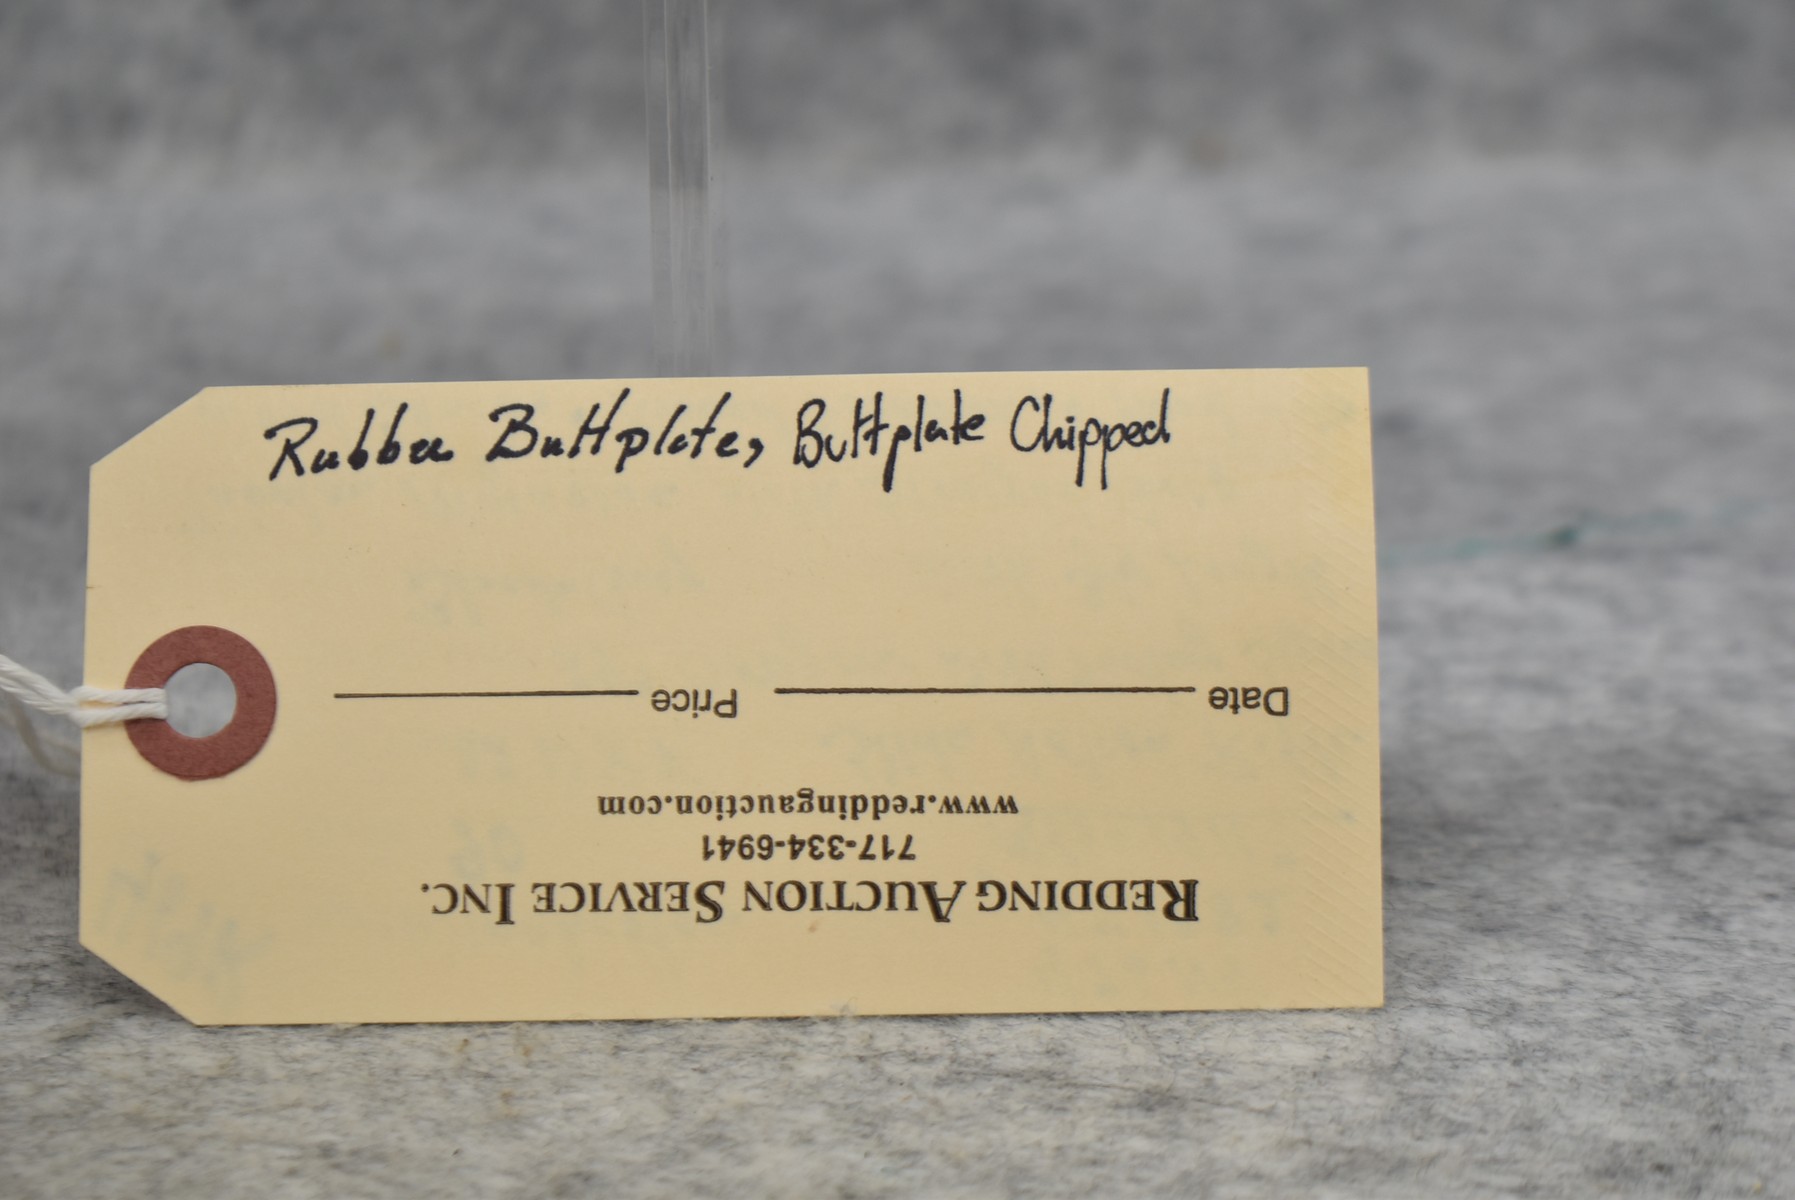 Rubber Buttplate, Buttplate Chipped
REDDING AUCTION SERVICE INC.
717-334-6941
www.reddingauction.com
Date Price